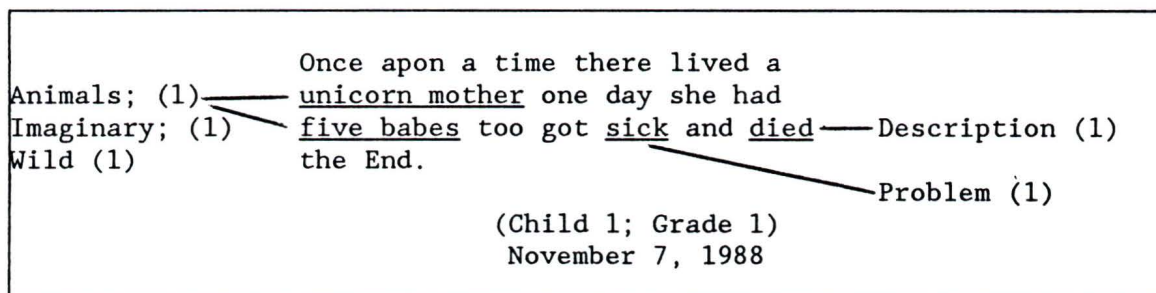 Once apon a time there lived a
Animals; (1) unicorn mother one day she had
Imaginary; (1) five babes too got sick and died Description (1)
Wild (1) the End.
Problem (1)
(Child 1; Grade 1)
November 7, 1988